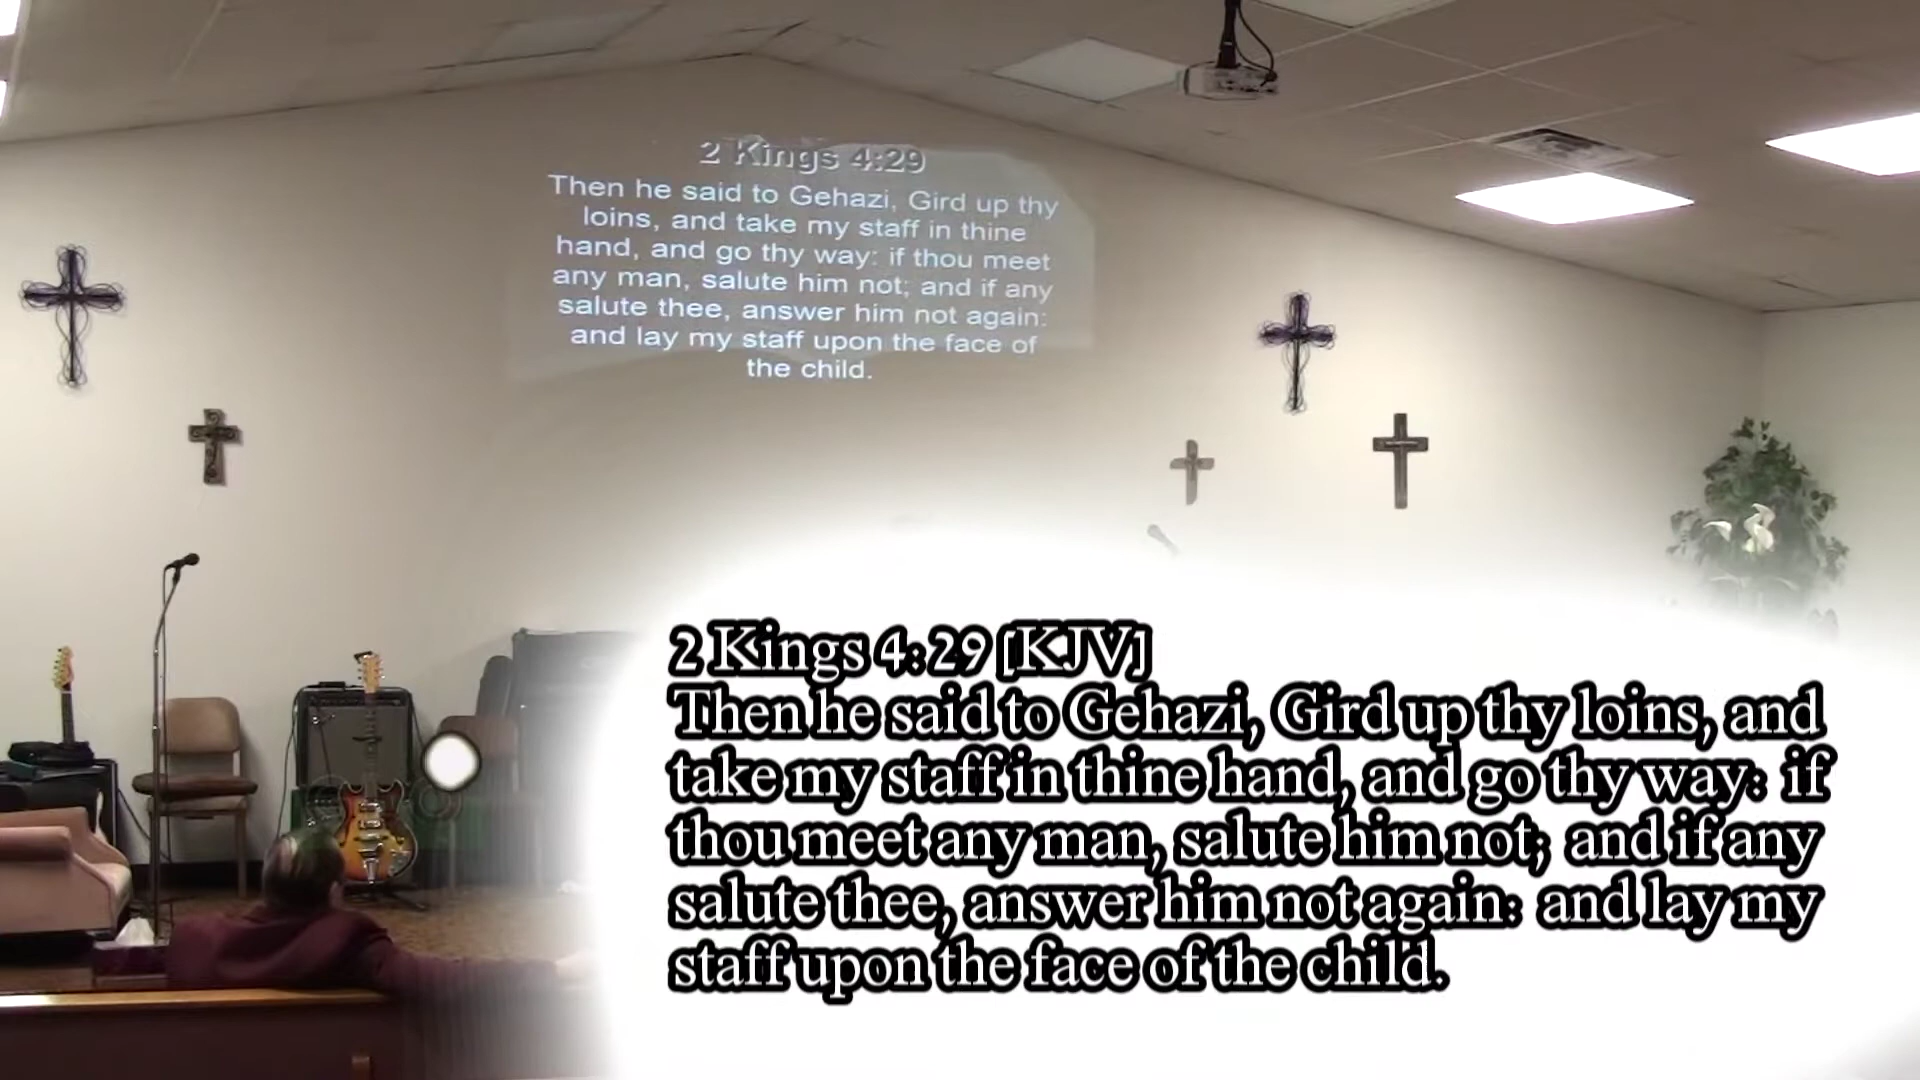 2 Kings 4:29
Then he said to Gehazi, Gird up thy
loins, and take my staff in thine
hand, and go thy way: if thou meet
any man, salute him not; and if any
salute thee, answer him not again:
and lay my staff upon the face of
the child.
2 Kings 4:29 [KJV]
Then he said to Gehazi, Gird up thy loins, and
take my staff in thine hand, and go thy way: if
thou meet any man, salute him not; and if any
salute thee, answer him not again: and lay my
staff upon the face of the child.